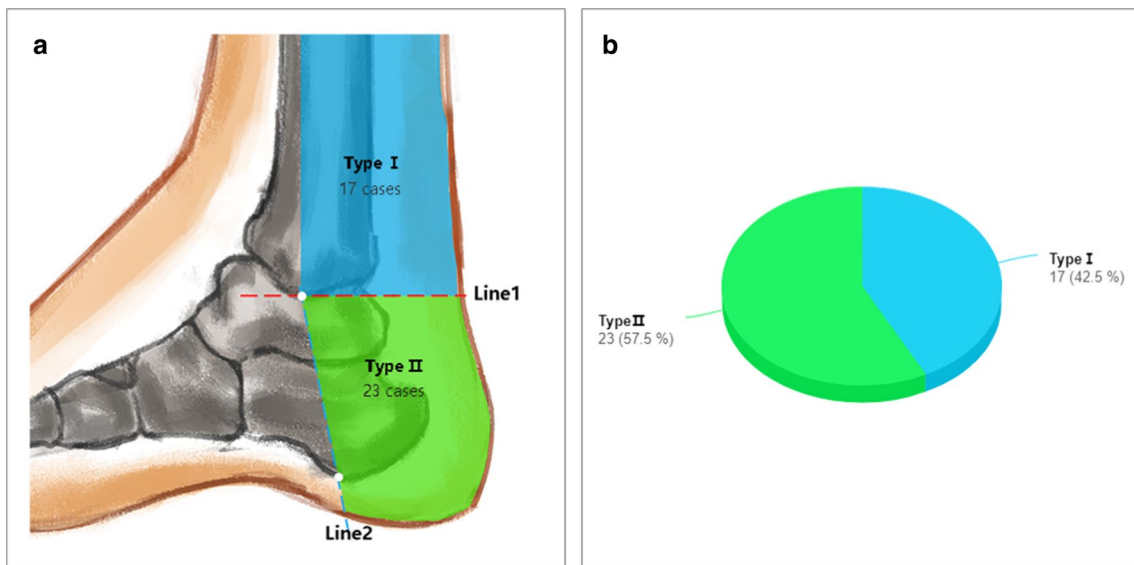 a
Type Ⅰ
17 cases
Line1
Type Ⅱ
23 cases
Line2
b
Type Ⅰ
17 (42.5 %)
TypeⅡ
23 (57.5 %)